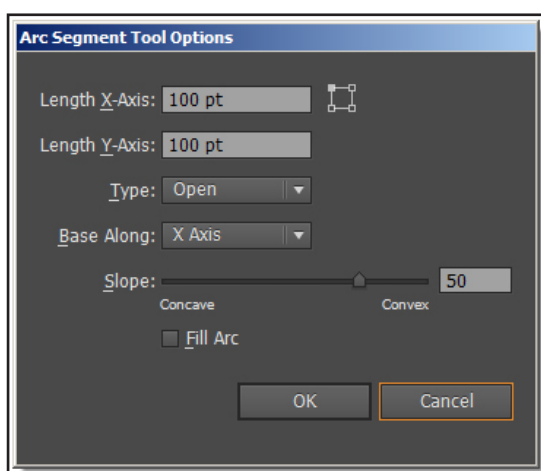 Arc Segment Tool Options
Length X-Axis: 100 pt
Length Y-Axis: 100 pt
Type: Open
Base Along: X Axis
Slope: 50
Concave Convex
Fill Arc
OK Cancel